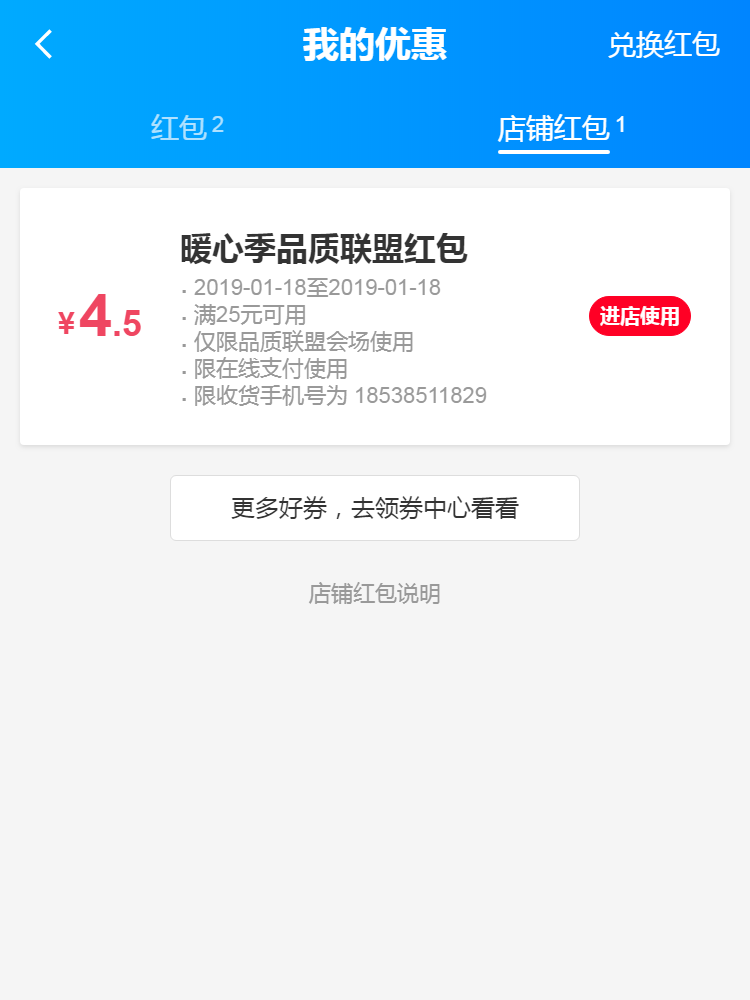 我的优惠
兑换红包
红包 2
店铺红包 1
暖心季品质联盟红包
· 2019-01-18至2019-01-18
· 满25元可用
· 仅限品质联盟会场使用
· 限在线支付使用
· 限收货手机号为 18538511829
¥4.5
进店使用
更多好券，去领券中心看看
店铺红包说明